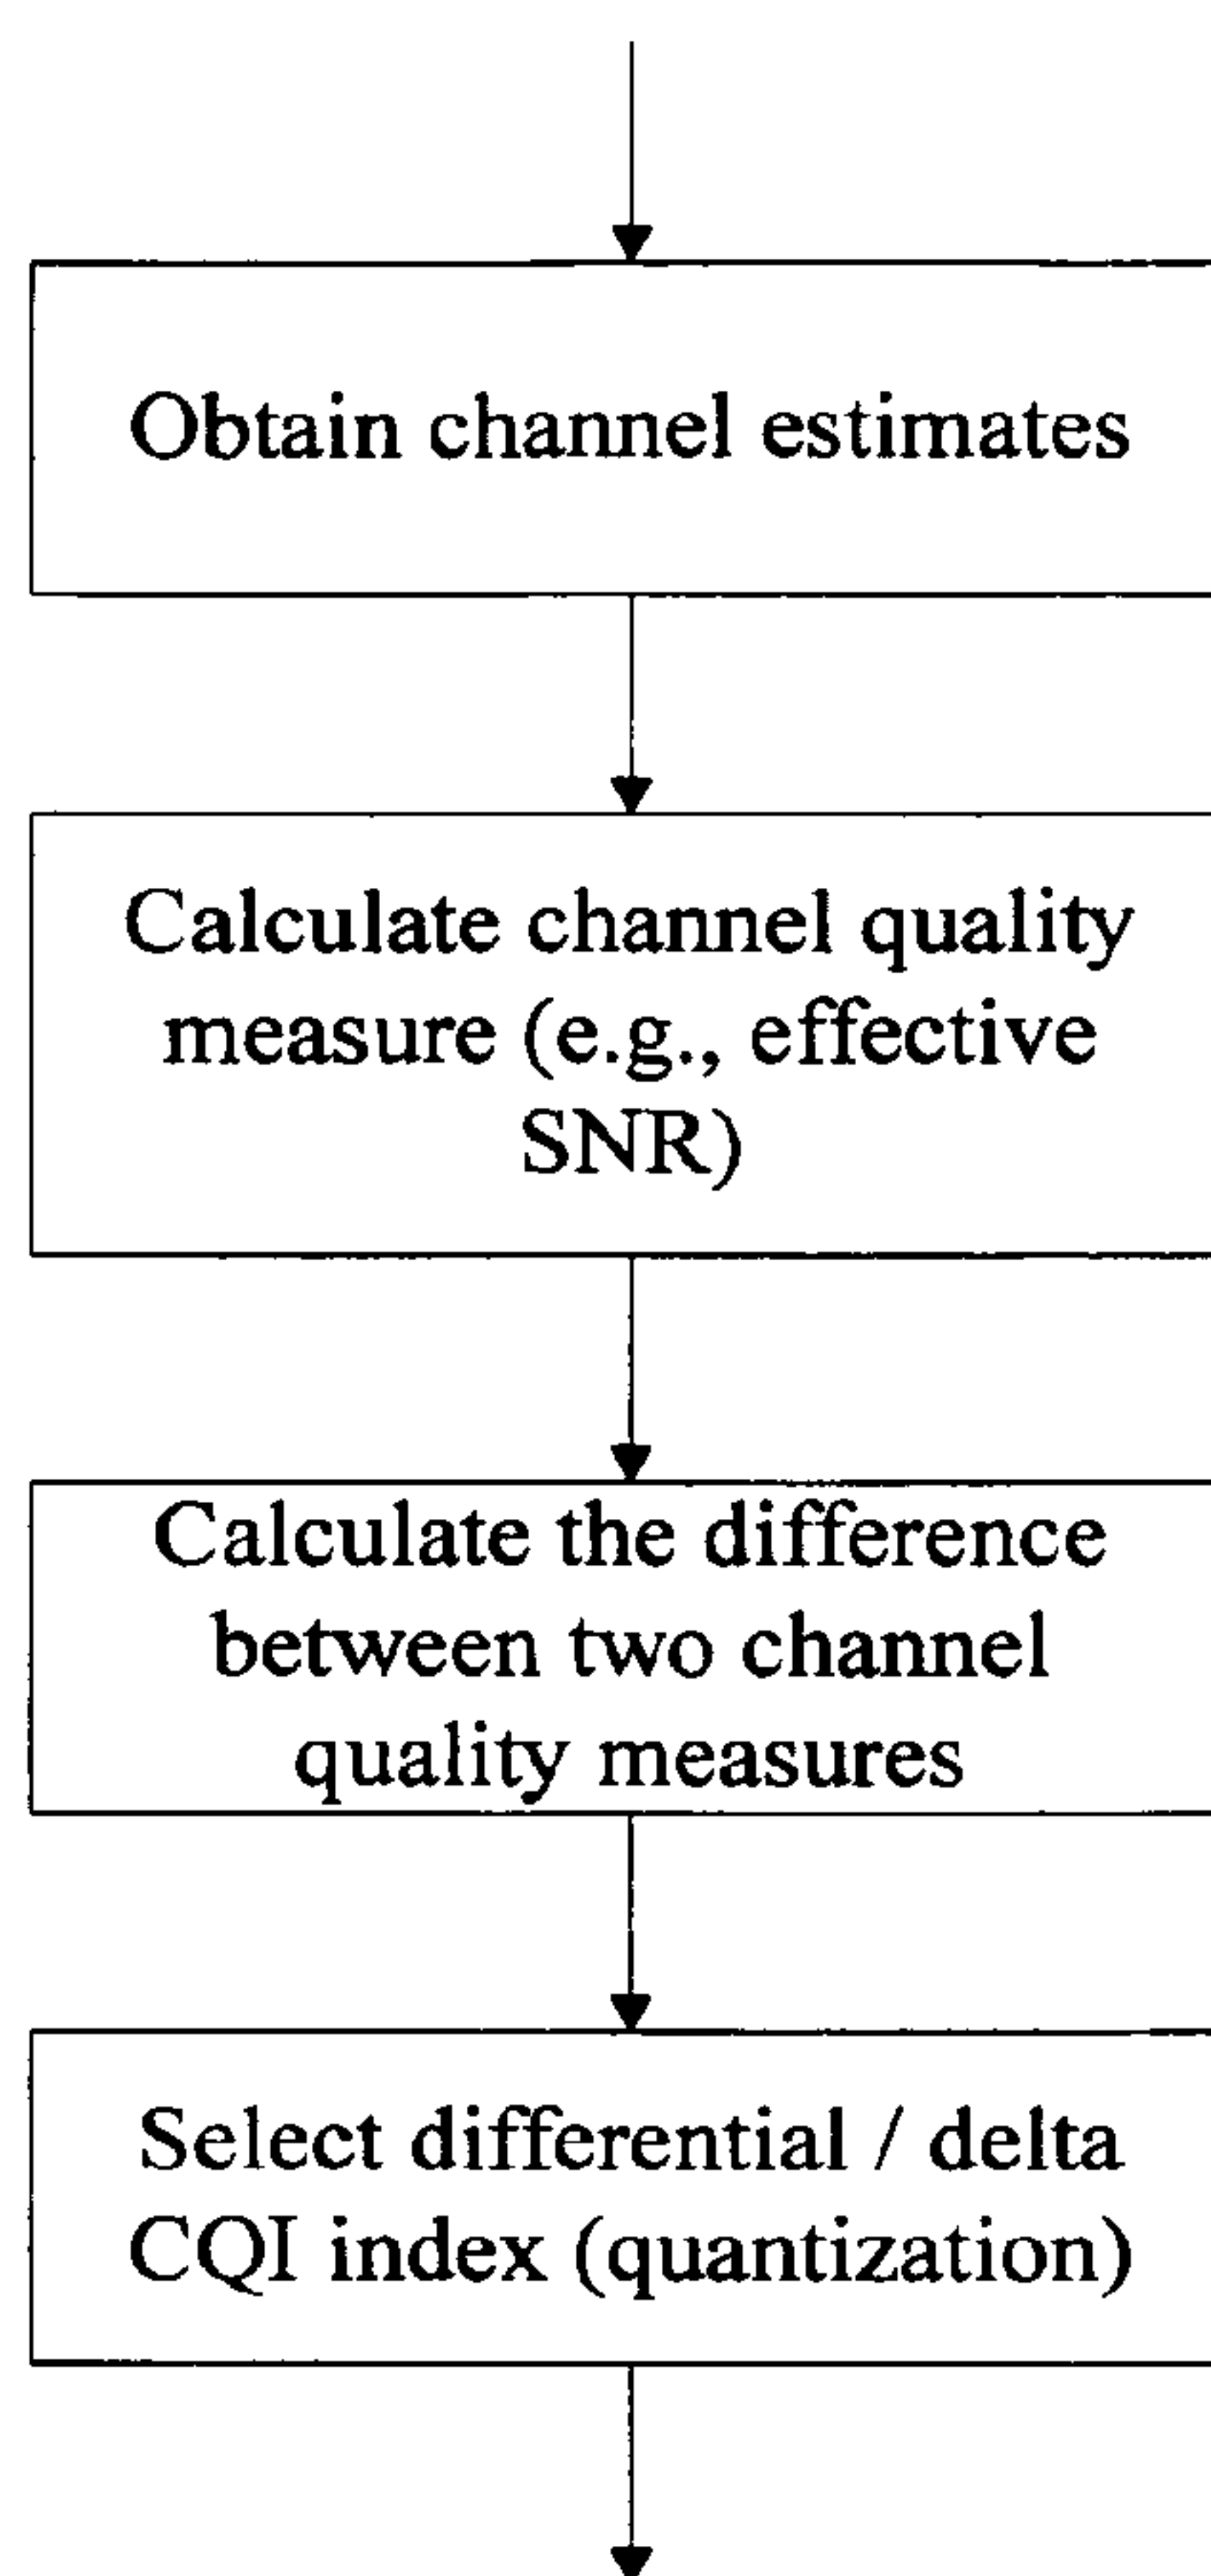 Obtain channel estimates
Calculate channel quality
measure (e.g., effective
SNR)
Calculate the difference
between two channel
quality measures
Select differential / delta
CQI index (quantization)